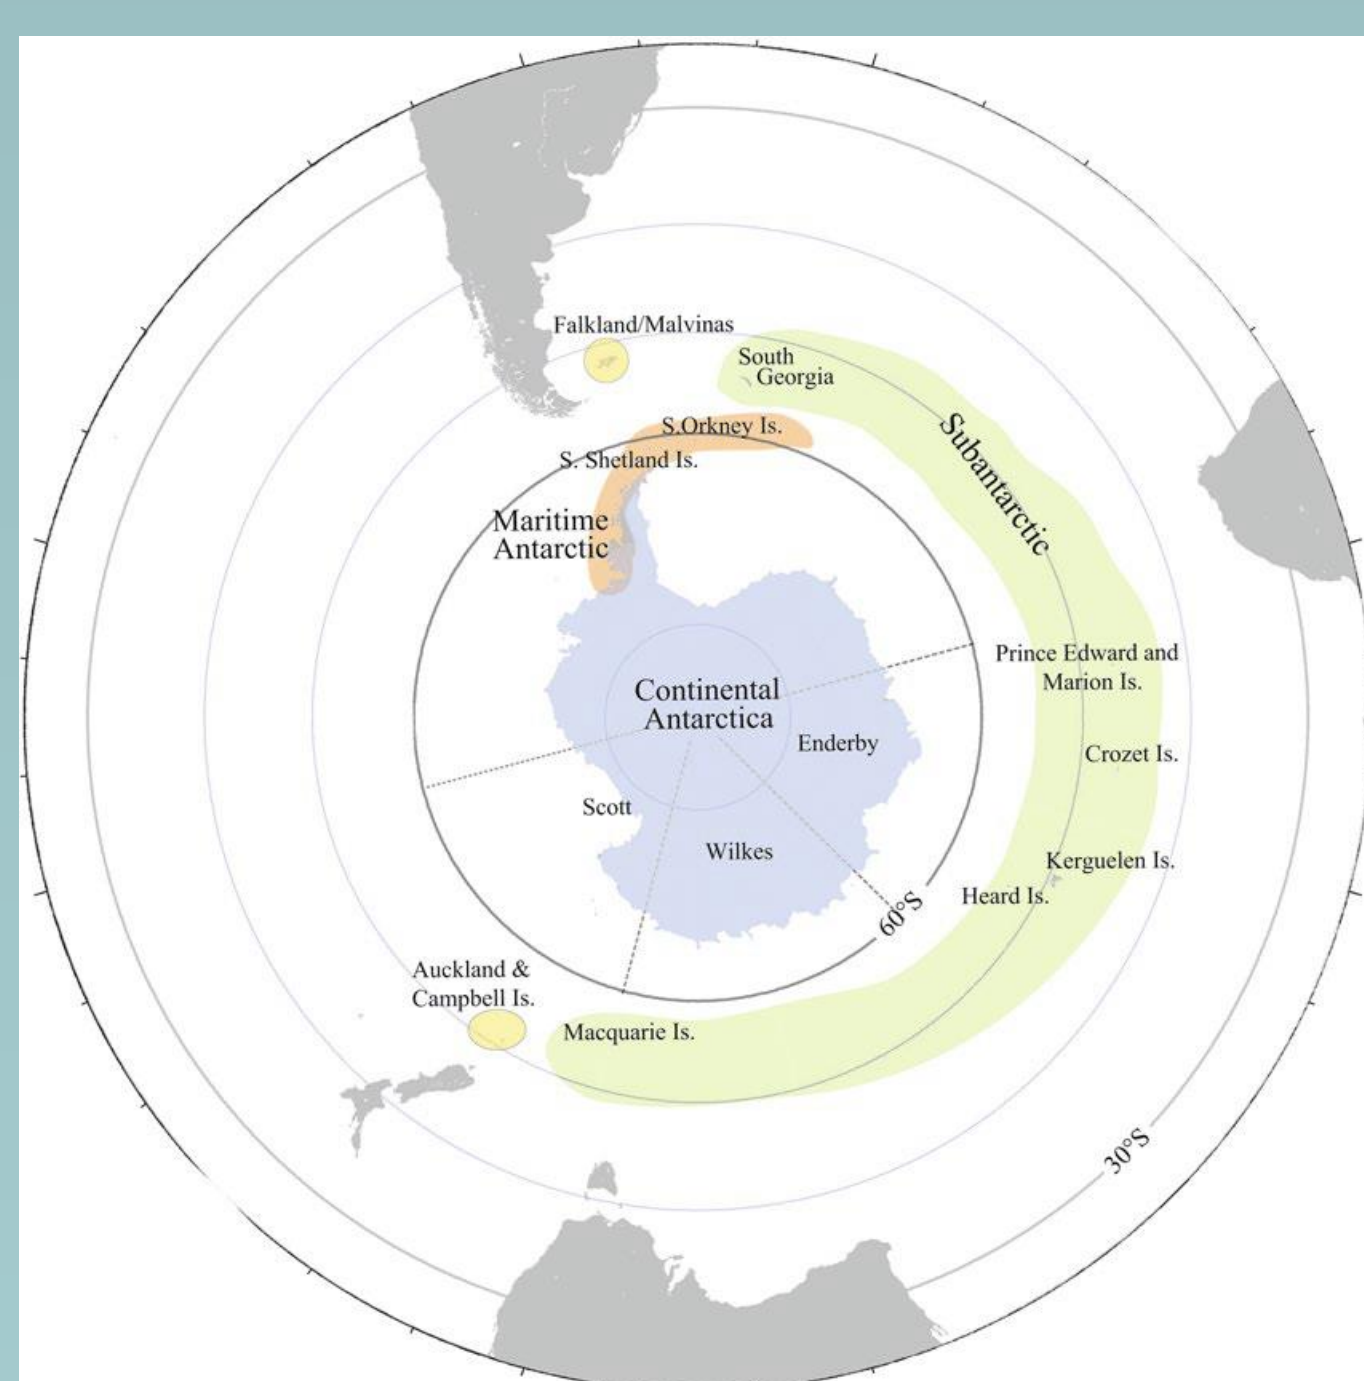 Falkland/Malvinas
South
Georgia
S.Orkney Is.
S. Shetland Is.
Subantarctic
Maritime
Antarctic
Prince Edward and
Marion Is.
Continental
Antarctica
Enderby
Crozet Is.
Scott
Wilkes
Kerguelen Is.
Heard Is.
60°S
Auckland &
Campbell Is.
Macquarie Is.
30°S